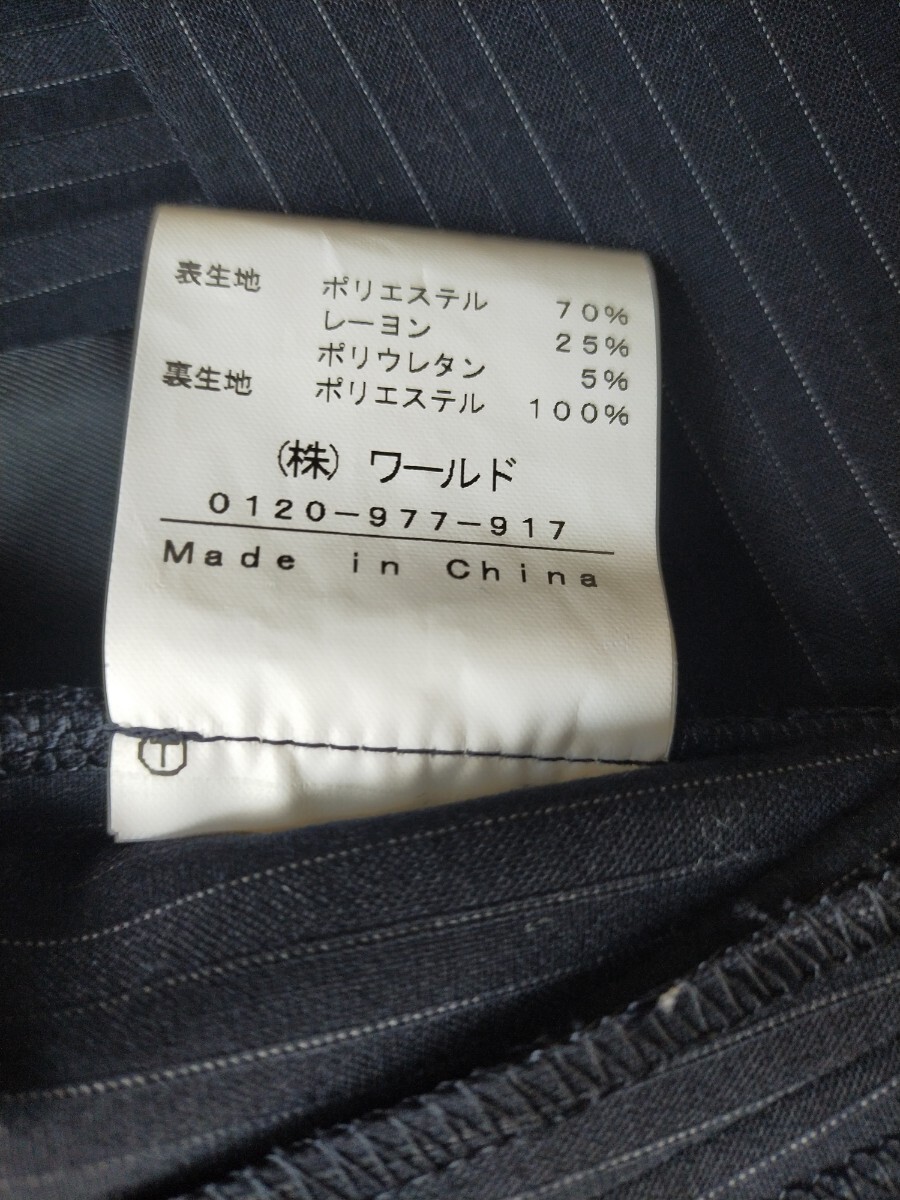 表生地 ポリエステル 70%
レーヨン 25%
ポリウレタン 5%
裏生地 ポリエステル 100%
(株) ワールド
0120-977-917
Made in China
T